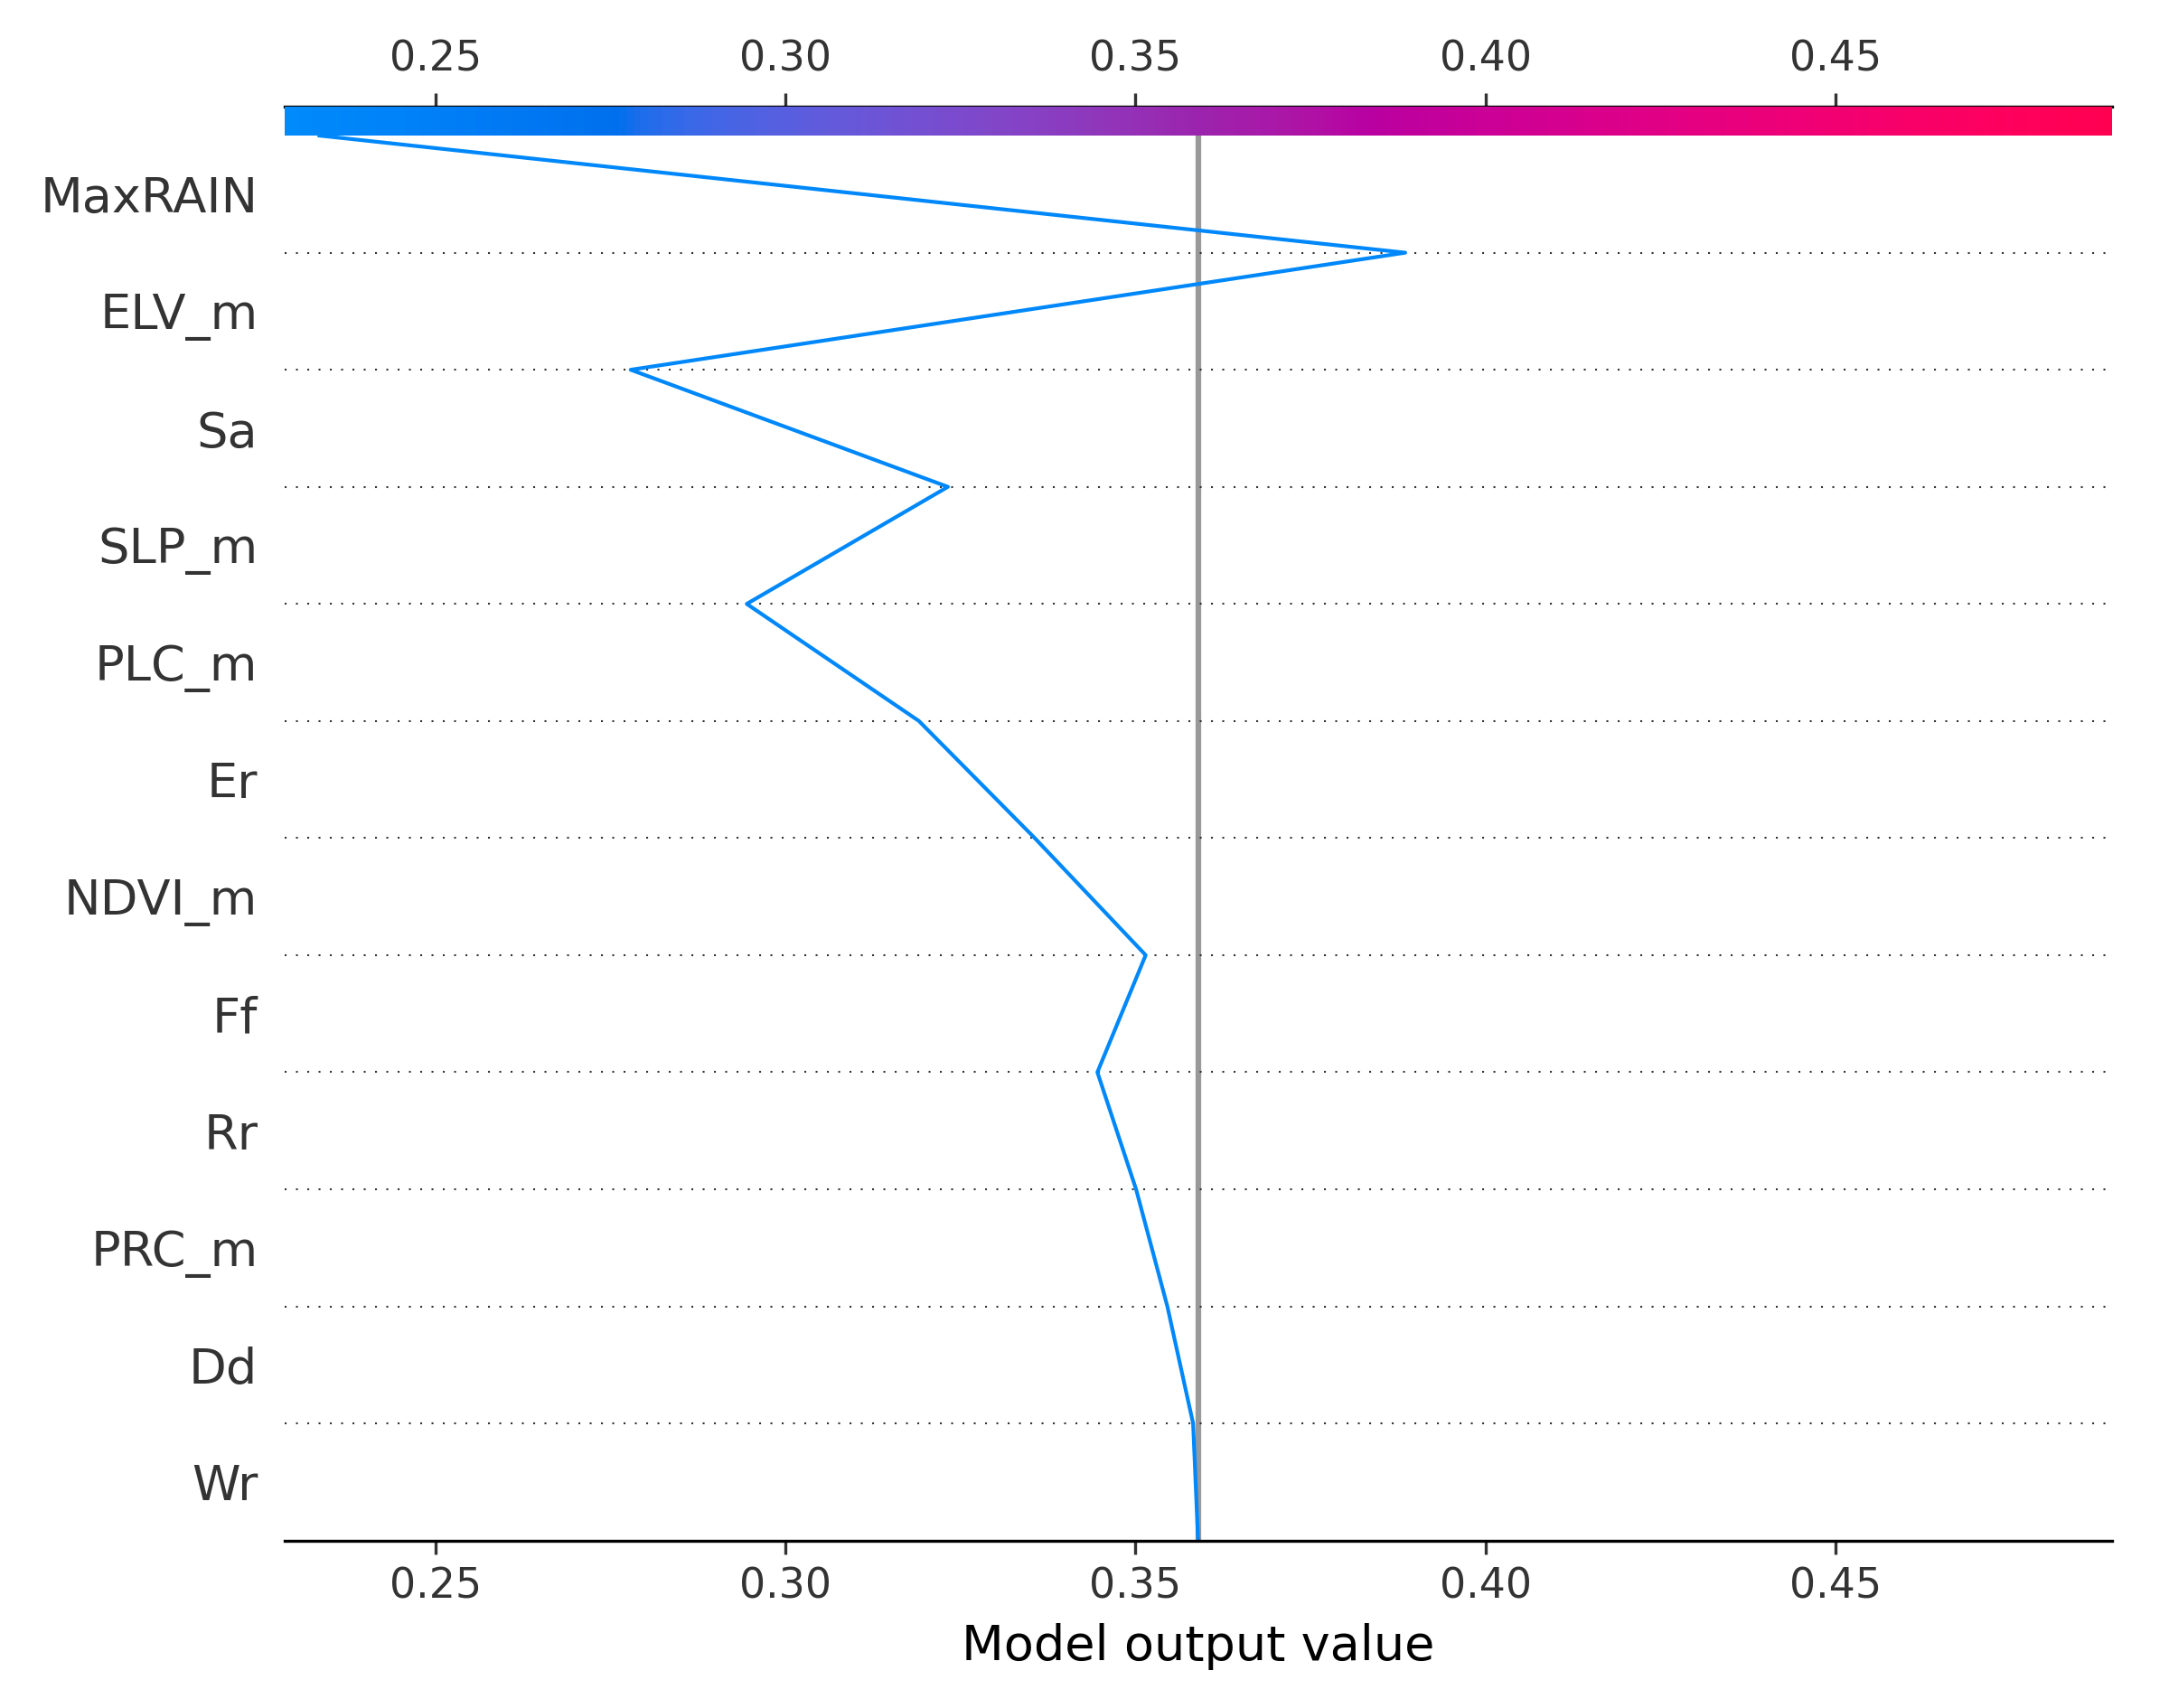 0.25 0.30 0.35 0.40 0.45
MaxRAIN
ELV_m
Sa
SLP_m
PLC_m
Er
NDVI_m
Ff
Rr
PRC_m
Dd
Wr
0.25 0.30 0.35 0.40 0.45
Model output value